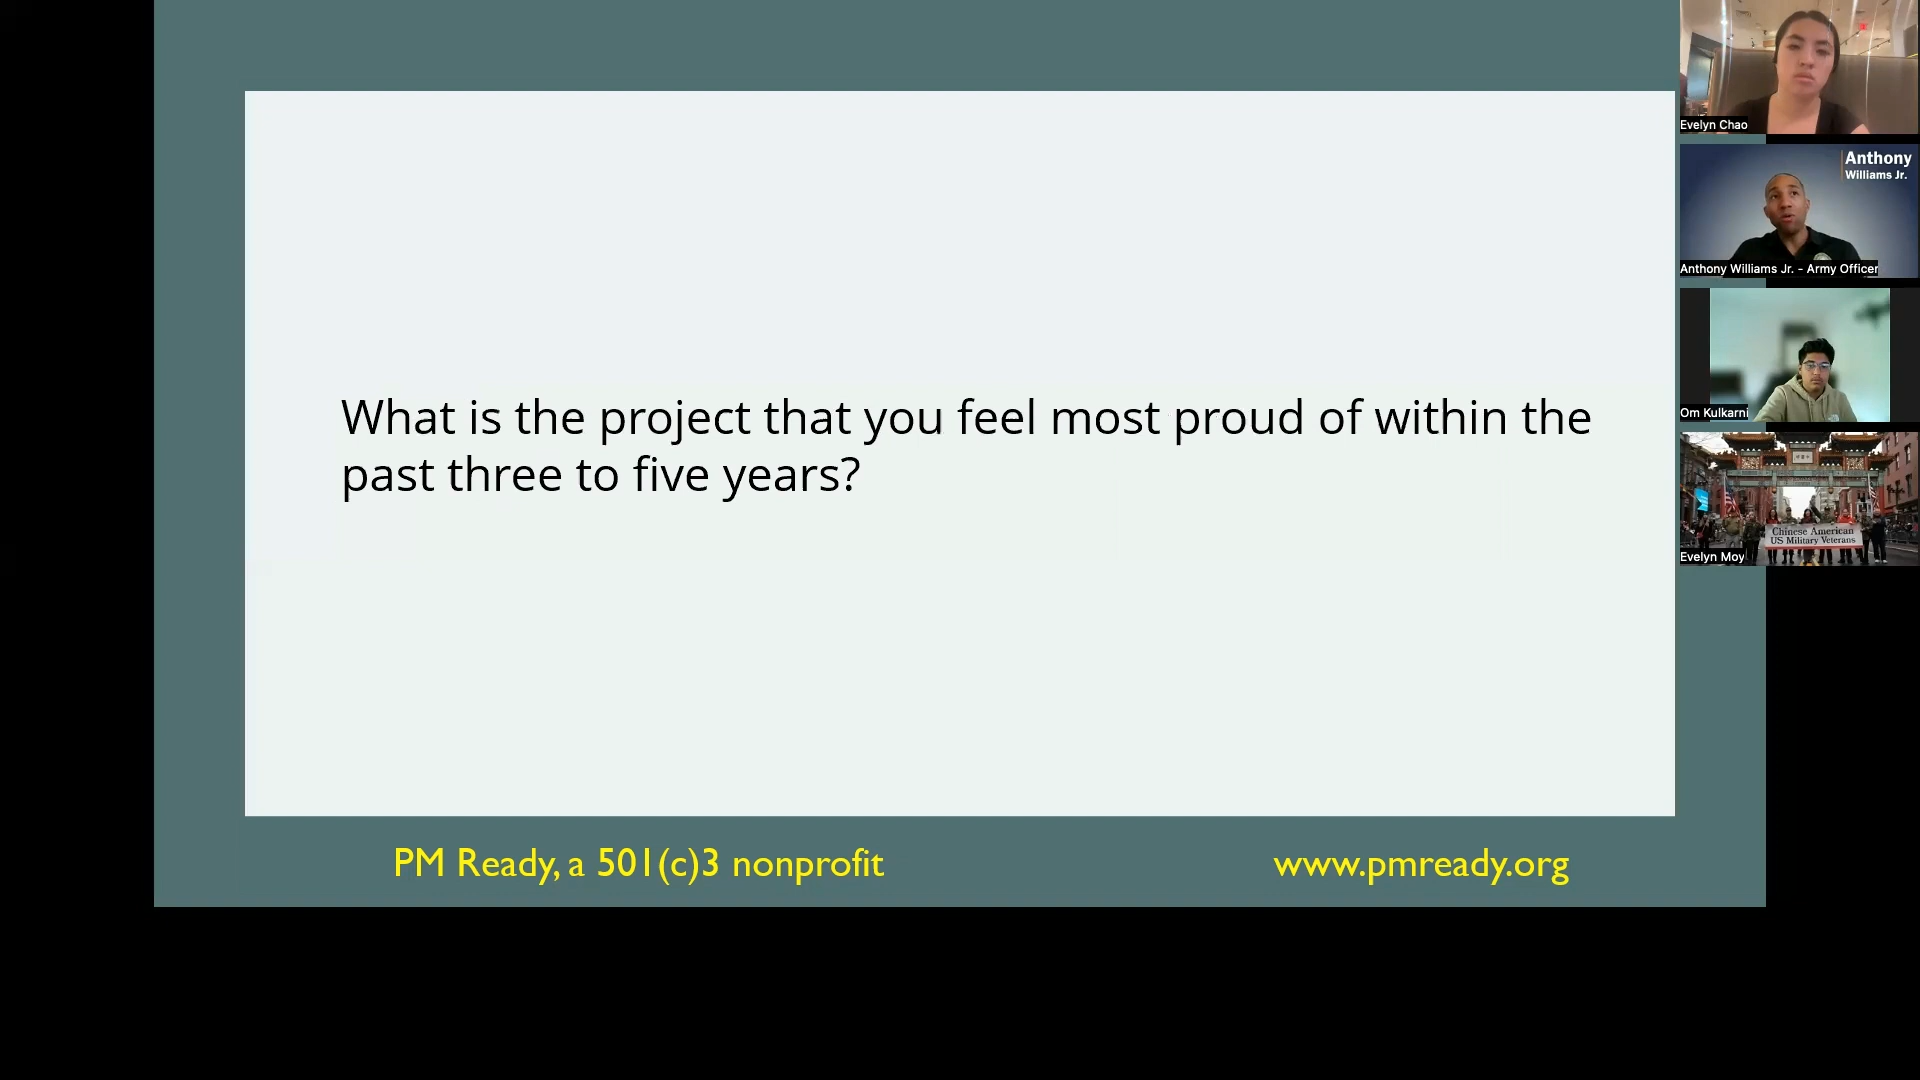 What is the project that you feel most proud of within the
past three to five years?
PM Ready, a 501(c)3 nonprofit
www.pmready.org
Evelyn Chao
Anthony
Williams Jr.
Anthony Williams Jr. - Army Officer
Om Kulkarni
Chinese American
US Military Veterans
Evelyn Moy